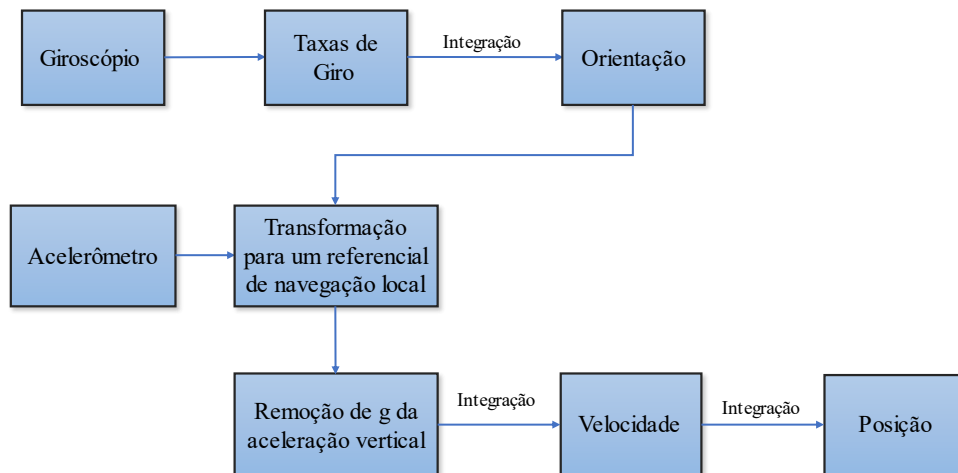 Giroscópio
Taxas de
Giro
Integração
Orientação
Acelerômetro
Transformação
para um referencial
de navegação local
Remoção de g da
aceleração vertical
Integração
Velocidade
Integração
Posição